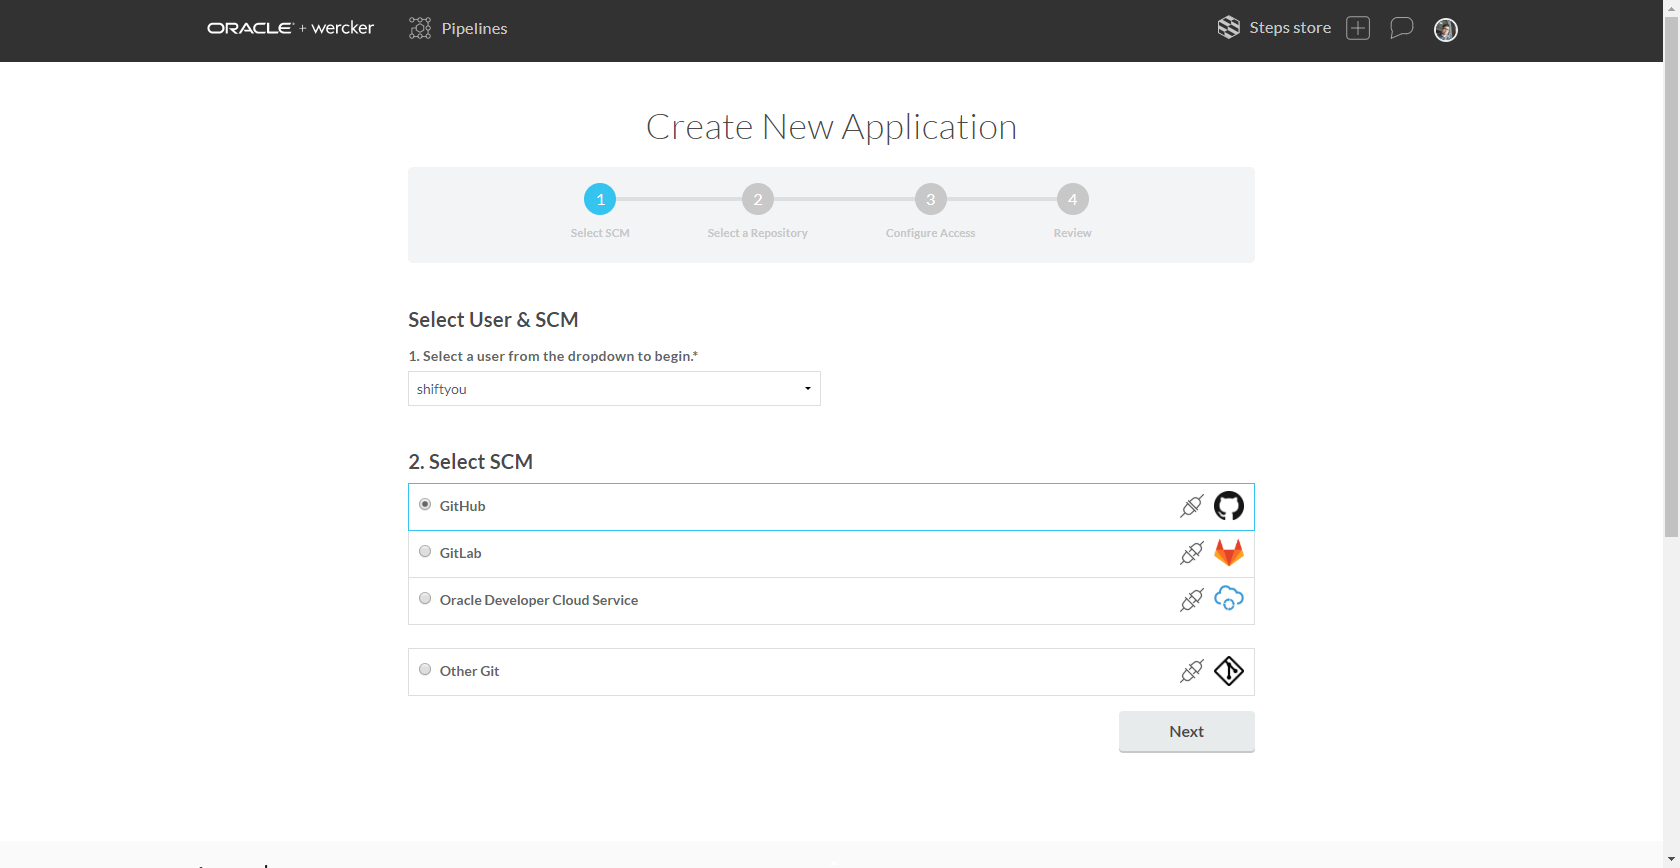 ORACLE + wercker
Pipelines
Steps store
Create New Application
1 2 3 4
Select SCM Select a Repository Configure Access Review
Select User & SCM
1. Select a user from the dropdown to begin.*
shiftyou
2. Select SCM
GitHub
GitLab
Oracle Developer Cloud Service
Other Git
Next